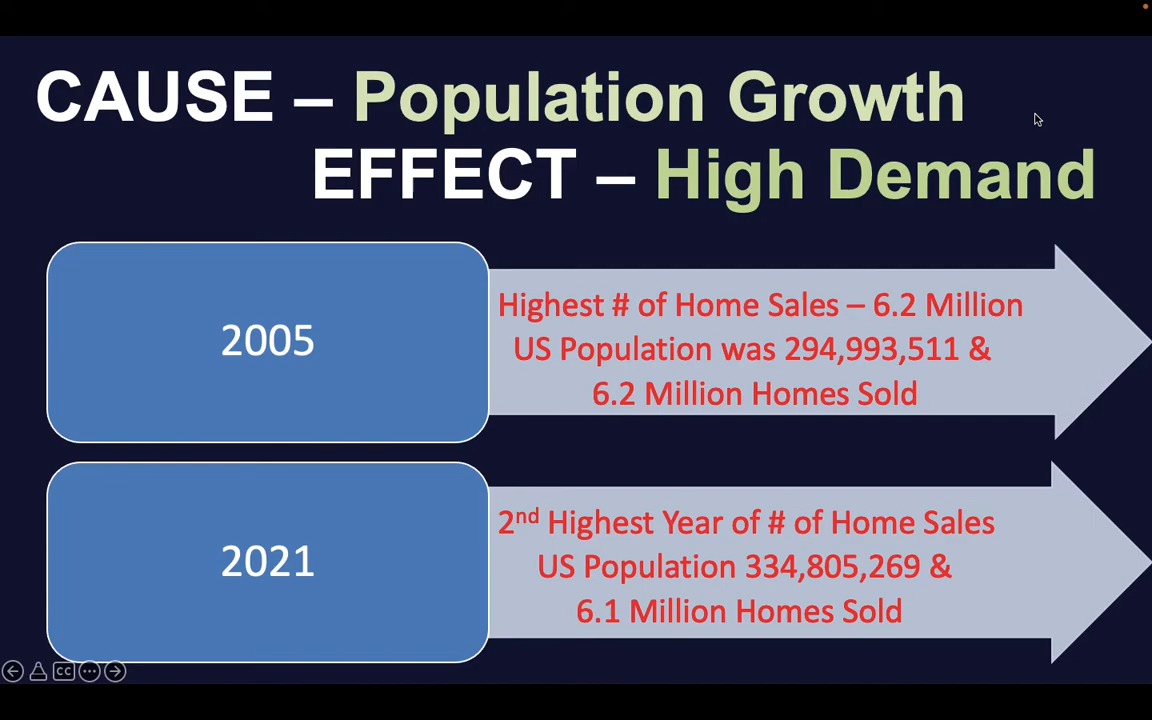 CAUSE – Population Growth
EFFECT – High Demand
2005
Highest # of Home Sales – 6.2 Million
US Population was 294,993,511 &
6.2 Million Homes Sold
2021
2nd Highest Year of # of Home Sales
US Population 334,805,269 &
6.1 Million Homes Sold
CC